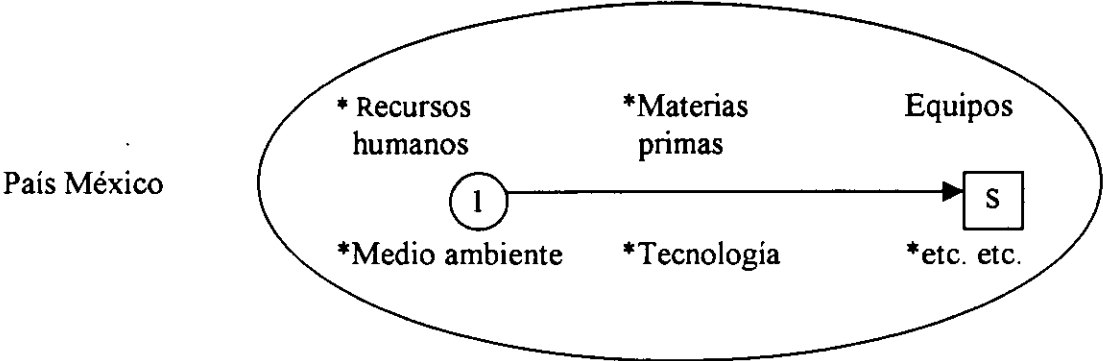 * Recursos humanos
*Materias primas
Equipos
País México
1
S
*Medio ambiente
*Tecnología
*etc. etc.